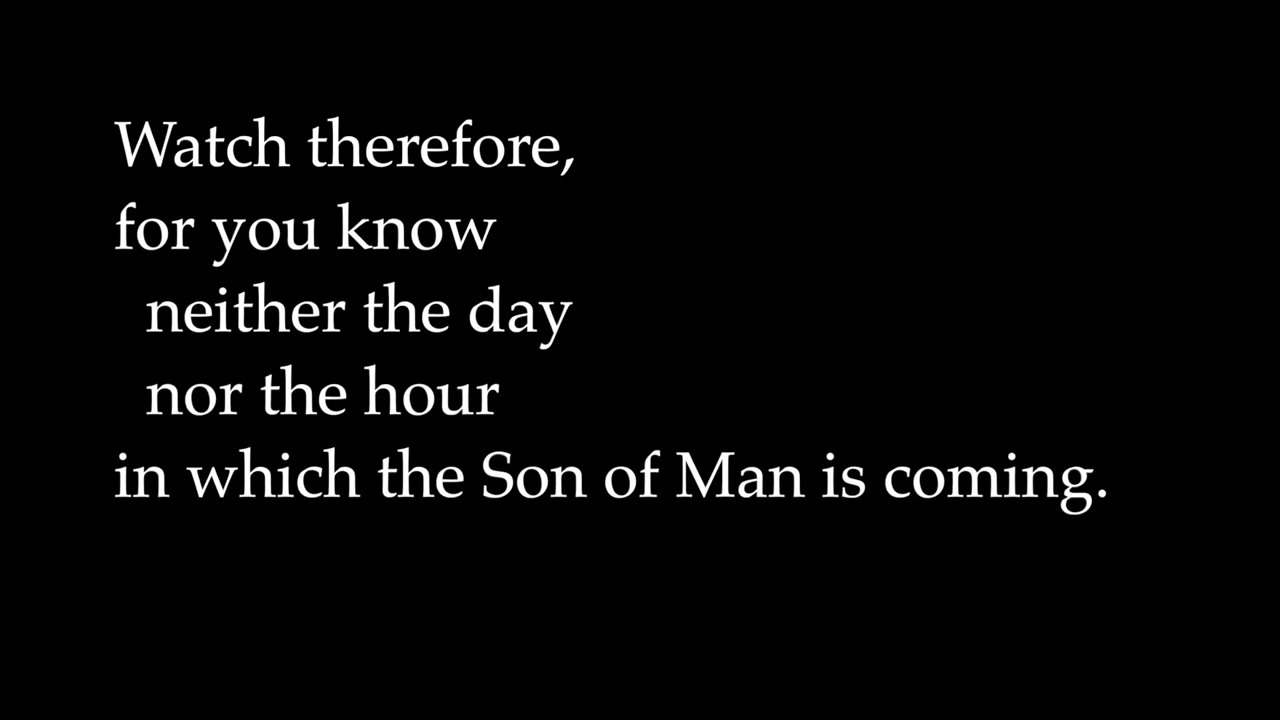 Watch therefore,
for you know
neither the day
nor the hour
in which the Son of Man is coming.